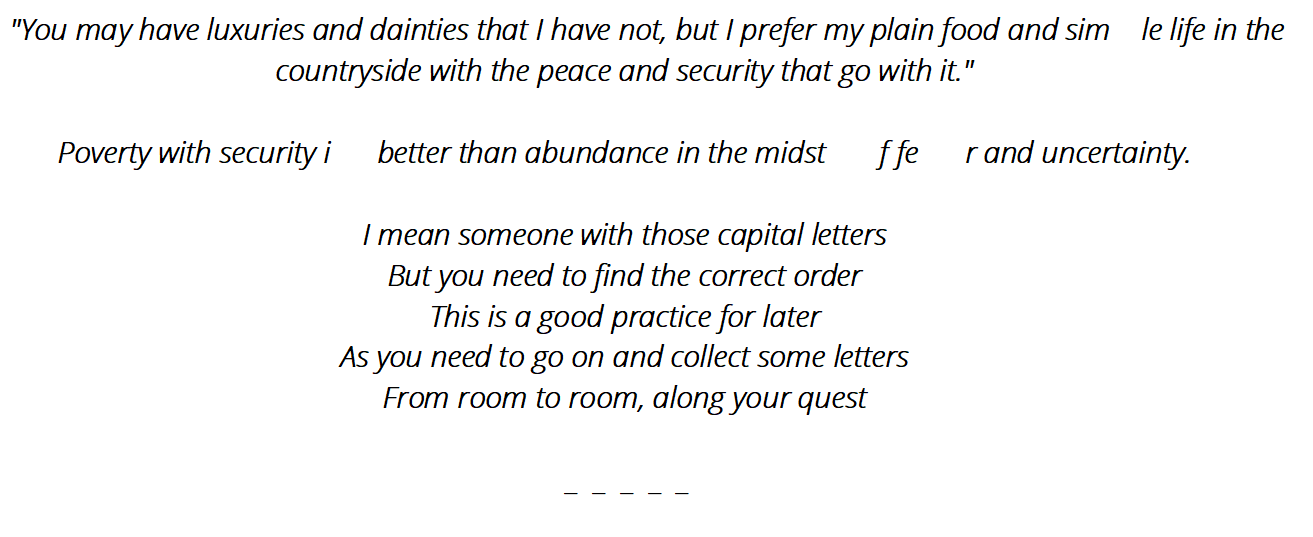 "You may have luxuries and dainties that I have not, but I prefer my plain food and sim le life in the
countryside with the peace and security that go with it."
Poverty with security i better than abundance in the midst f fe r and uncertainty.
I mean someone with those capital letters
But you need to find the correct order
This is a good practice for later
As you need to go on and collect some letters
From room to room, along your quest
_ _ _ _ _